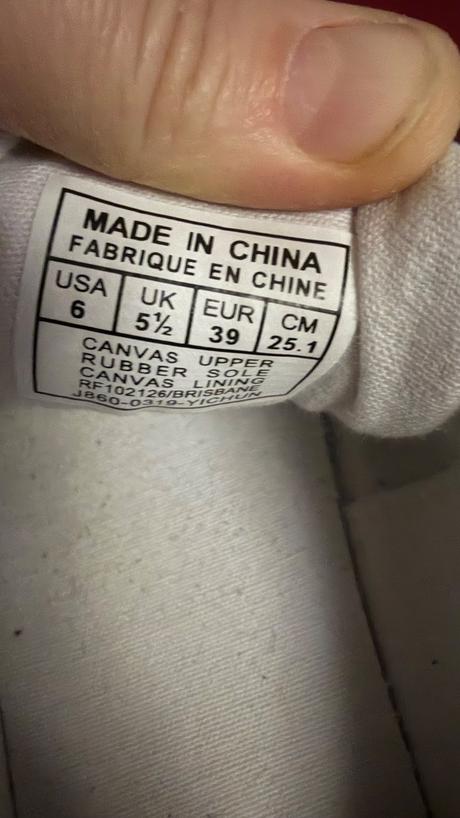 MADE IN CHINA
FABRIQUE EN CHINE
USA UK EUR CM
6 5½ 39 25.1
CANVAS UPPER
RUBBER SOLE
CANVAS LINING
RF102126/BRISBANE
J860-0319-YICHUN